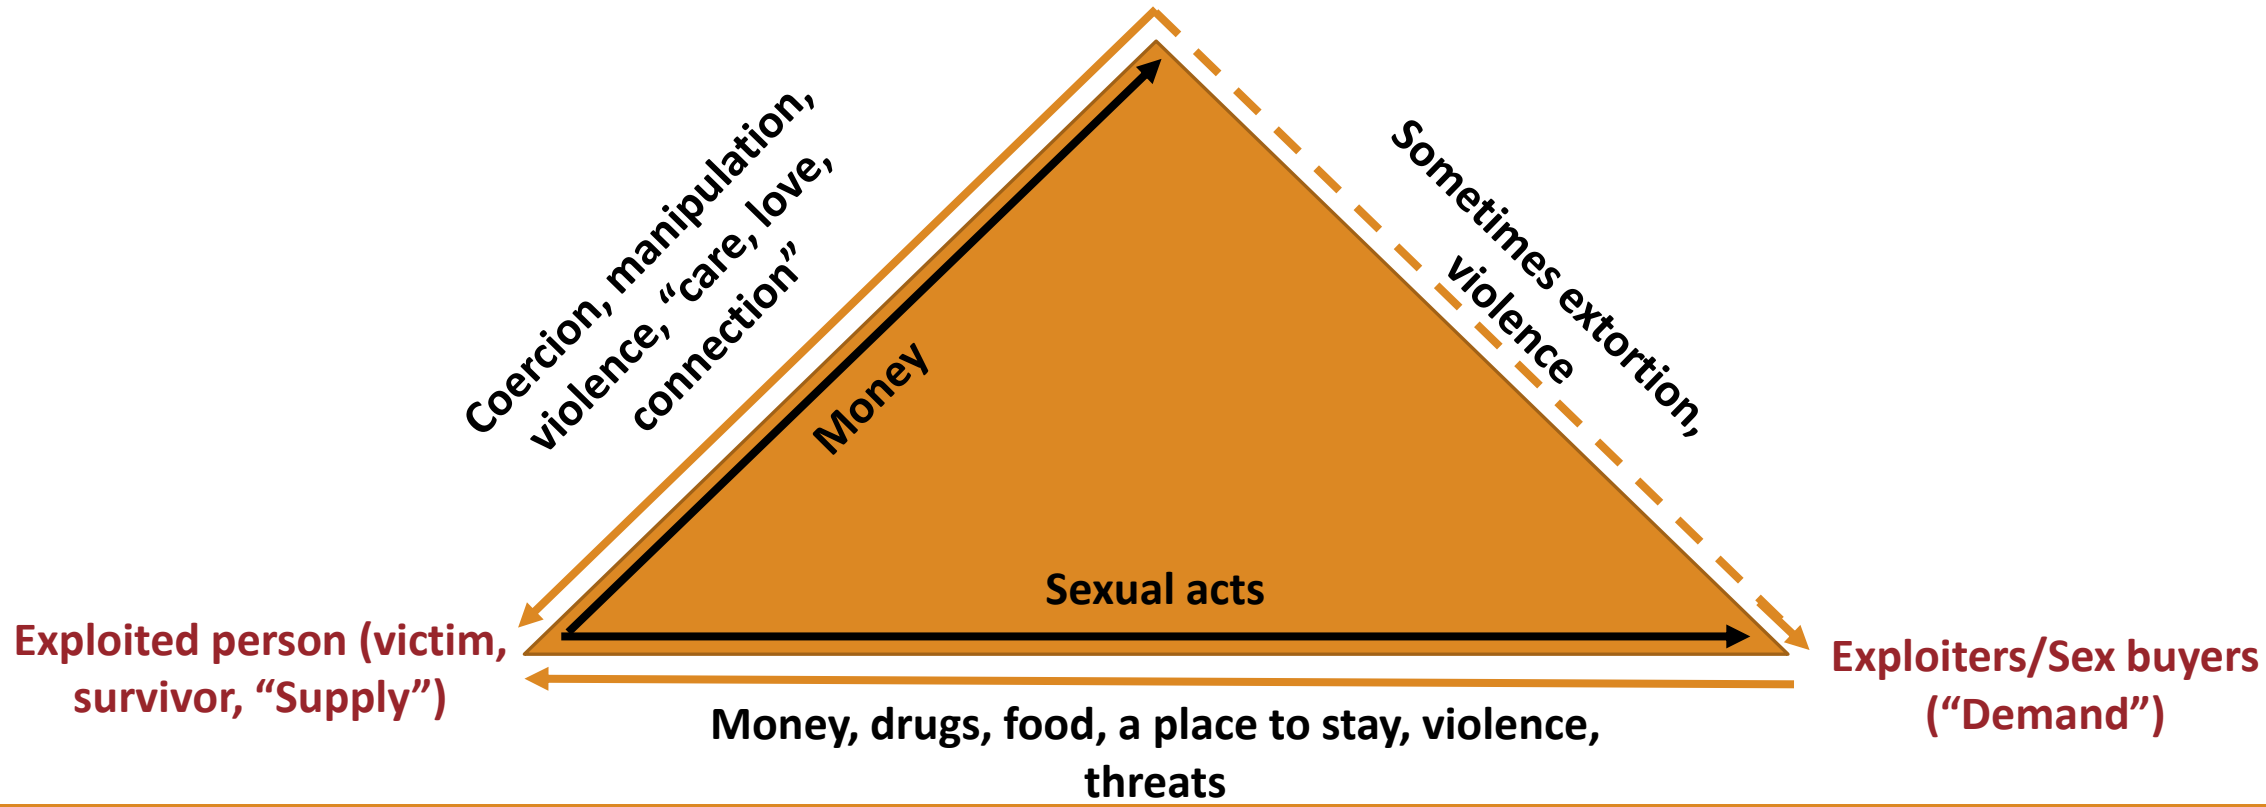 Coercion, manipulation,
violence, “care, love,
connection”
Money
Sometimes extortion,
violence
Sexual acts
Exploited person (victim,
survivor, “Supply”)
Exploiters/Sex buyers
(“Demand”)
Money, drugs, food, a place to stay, violence,
threats